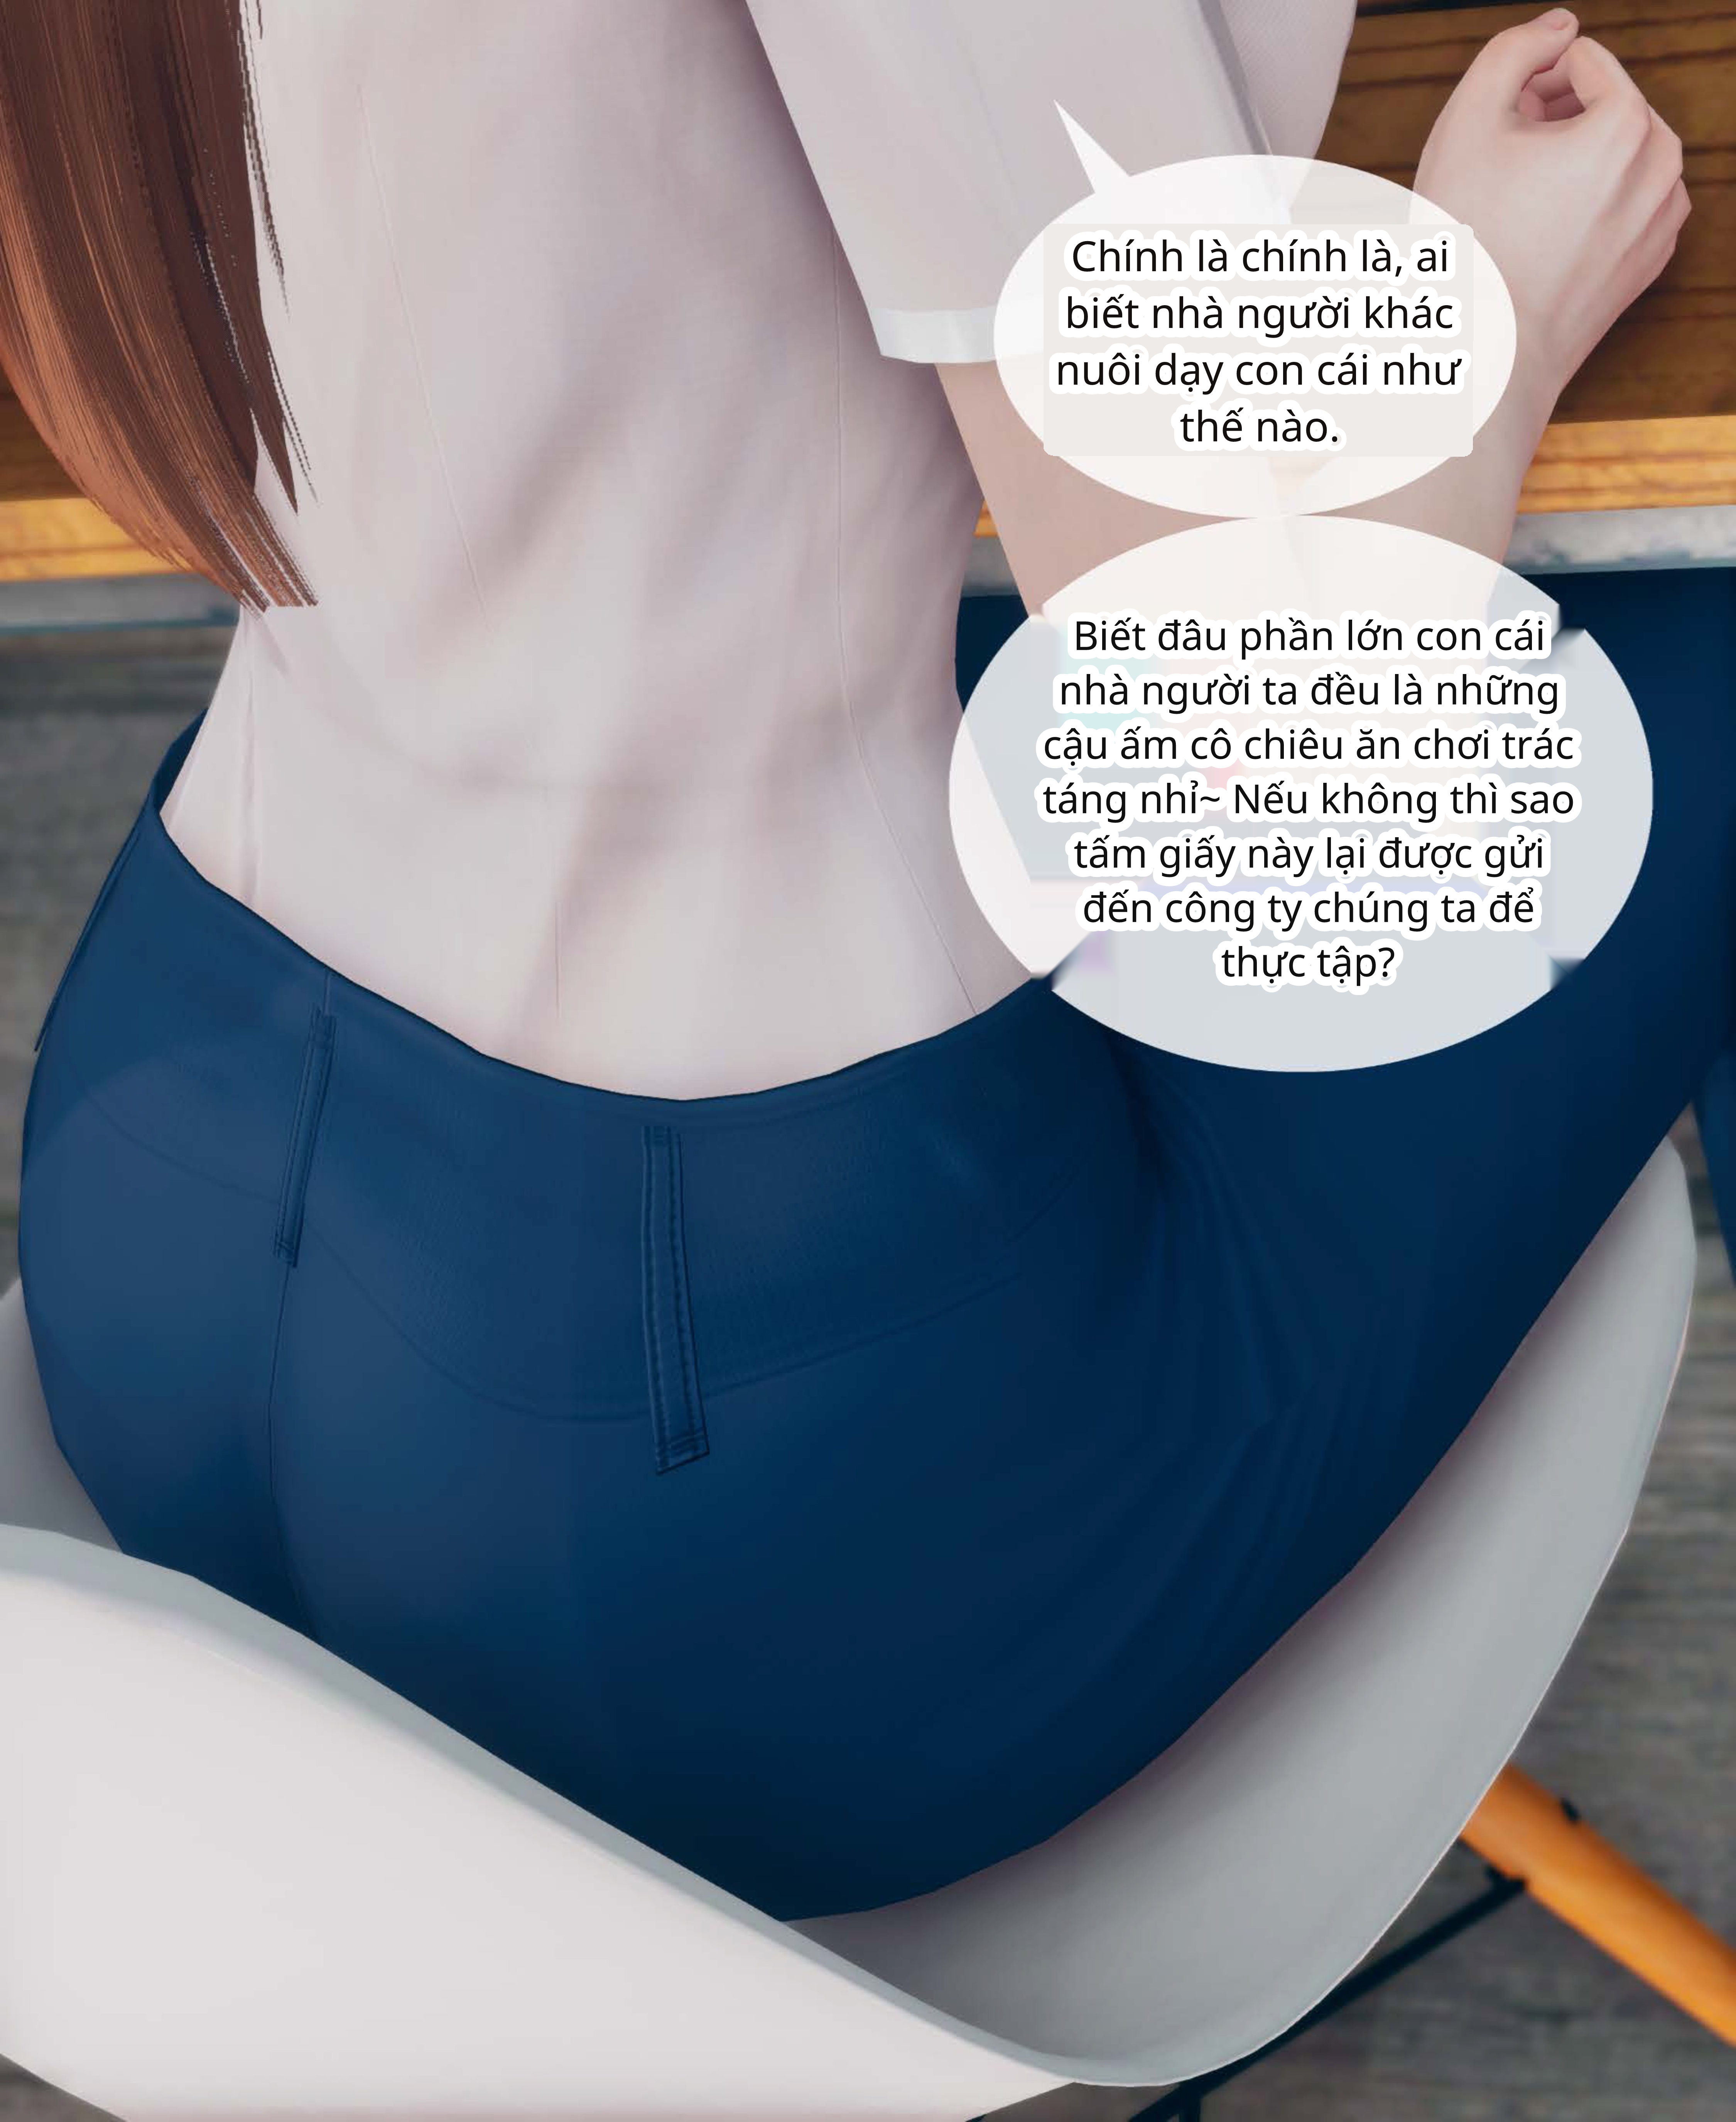 Chính là chính là, ai
biết nhà người khác
nuôi dạy con cái như
thế nào.
Biết đâu phần lớn con cái
nhà người ta đều là những
cậu ấm cô chiêu ăn chơi trác
táng nhỉ~ Nếu không thì sao
tấm giấy này lại được gửi
đến công ty chúng ta để
thực tập?